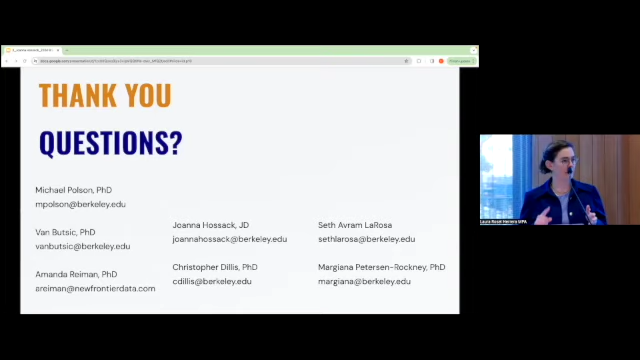 THANK YOU
QUESTIONS?
Michael Polson, PhD
mpolson@berkeley.edu
Van Butsic, PhD
vanbutsic@berkeley.edu
Amanda Reiman, PhD
areiman@newfrontierdata.com
Joanna Hossack, JD
joannahossack@berkeley.edu
Christopher Dillis, PhD
cdillis@berkeley.edu
Seth Avram LaRosa
sethlarosa@berkeley.edu
Margiana Petersen-Rockney, PhD
margiana@berkeley.edu